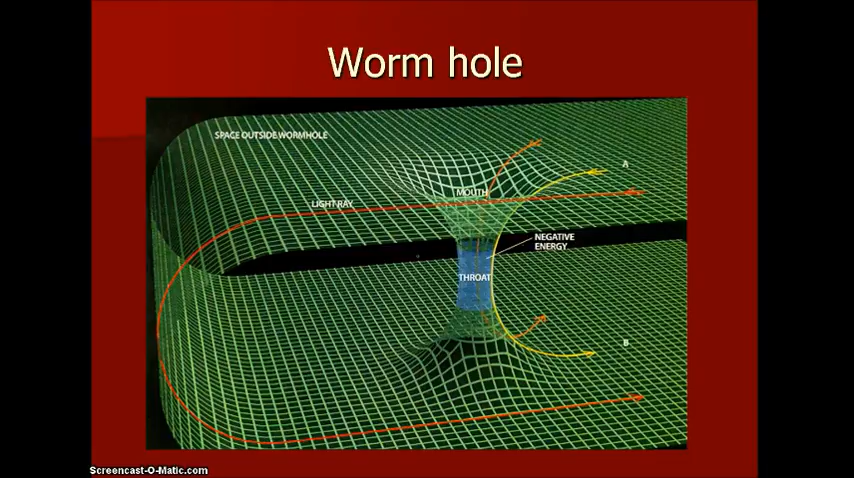 Worm hole
SPACE OUTSIDE WORMHOLE
A
MOUTH
LIGHT RAY
NEGATIVE
ENERGY
THROAT
B
Screencast-O-Matic.com